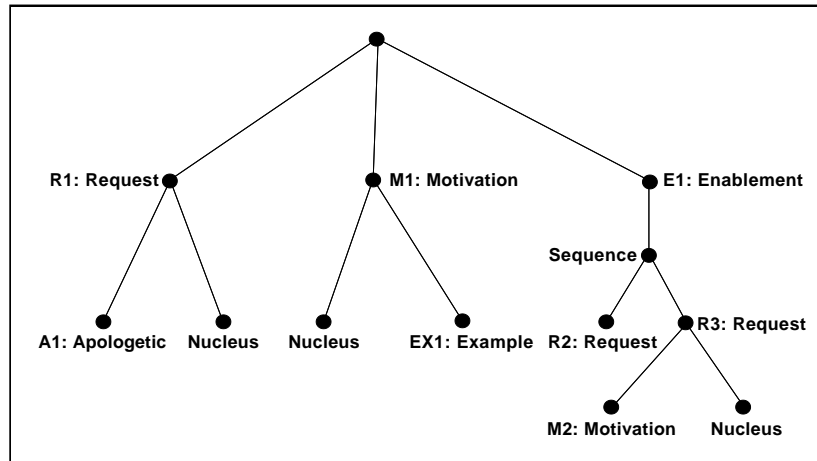 R1: Request
M1: Motivation
E1: Enablement
Sequence
A1: Apologetic
Nucleus
Nucleus
EX1: Example
R2: Request
R3: Request
M2: Motivation
Nucleus